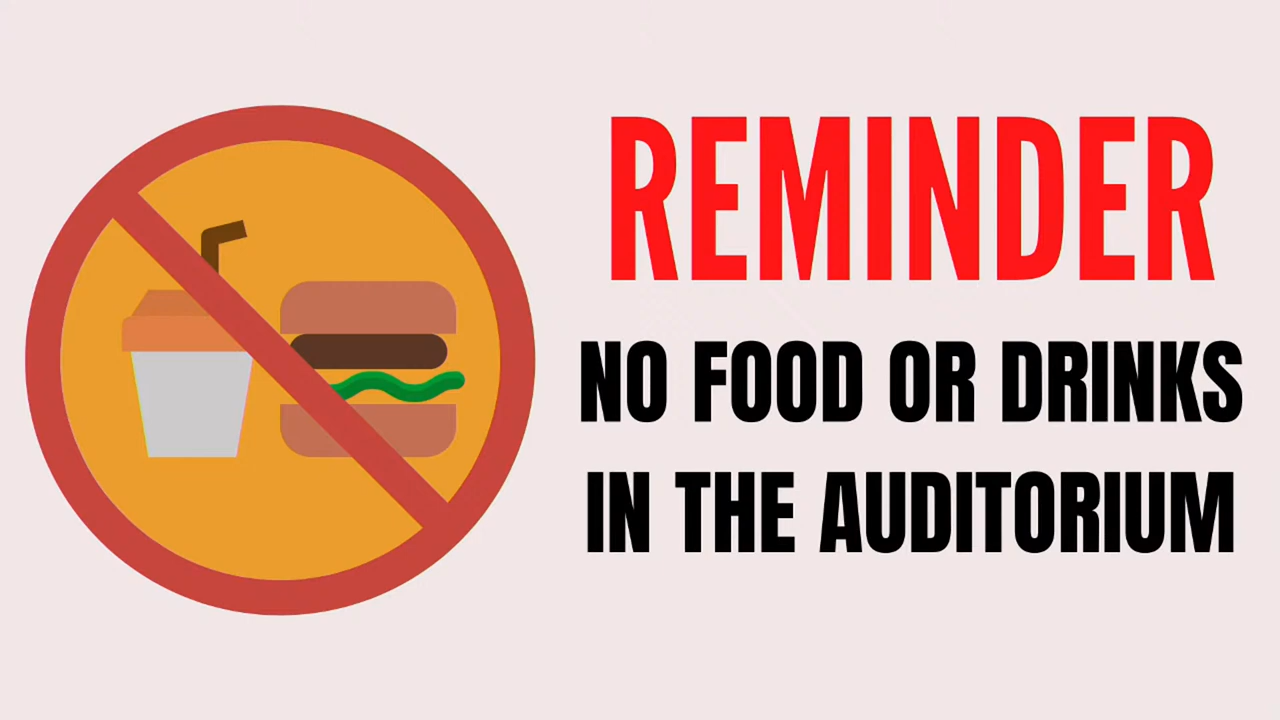 REMINDER
NO FOOD OR DRINKS
IN THE AUDITORIUM